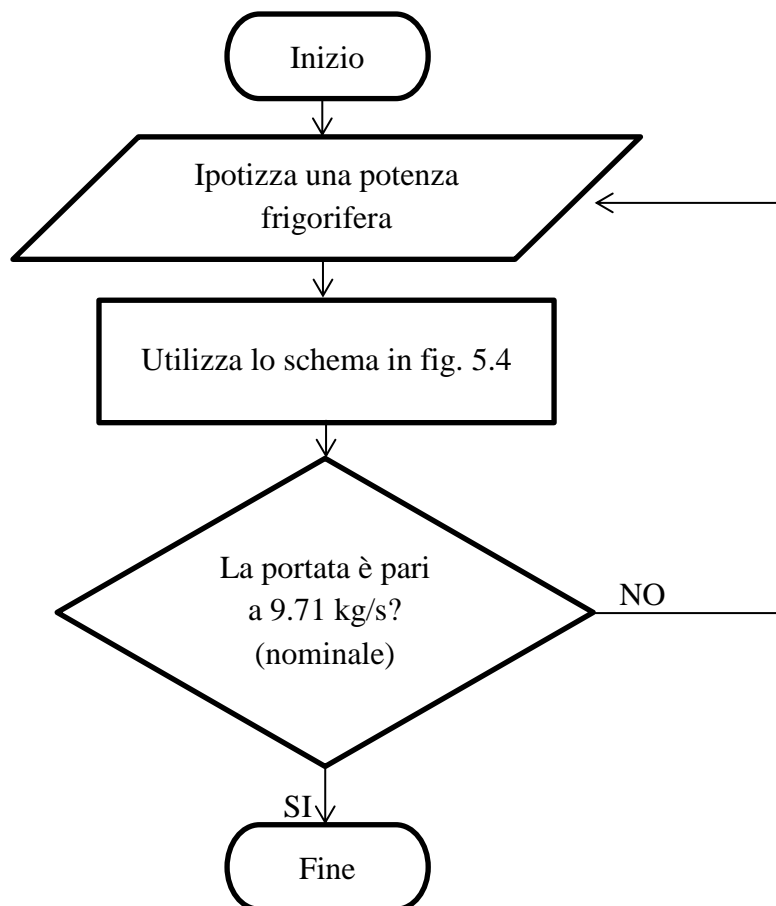 Inizio
Ipotizza una potenza
frigorifera
Utilizza lo schema in fig. 5.4
La portata è pari
a 9.71 kg/s?
(nominale)
NO
SI
Fine